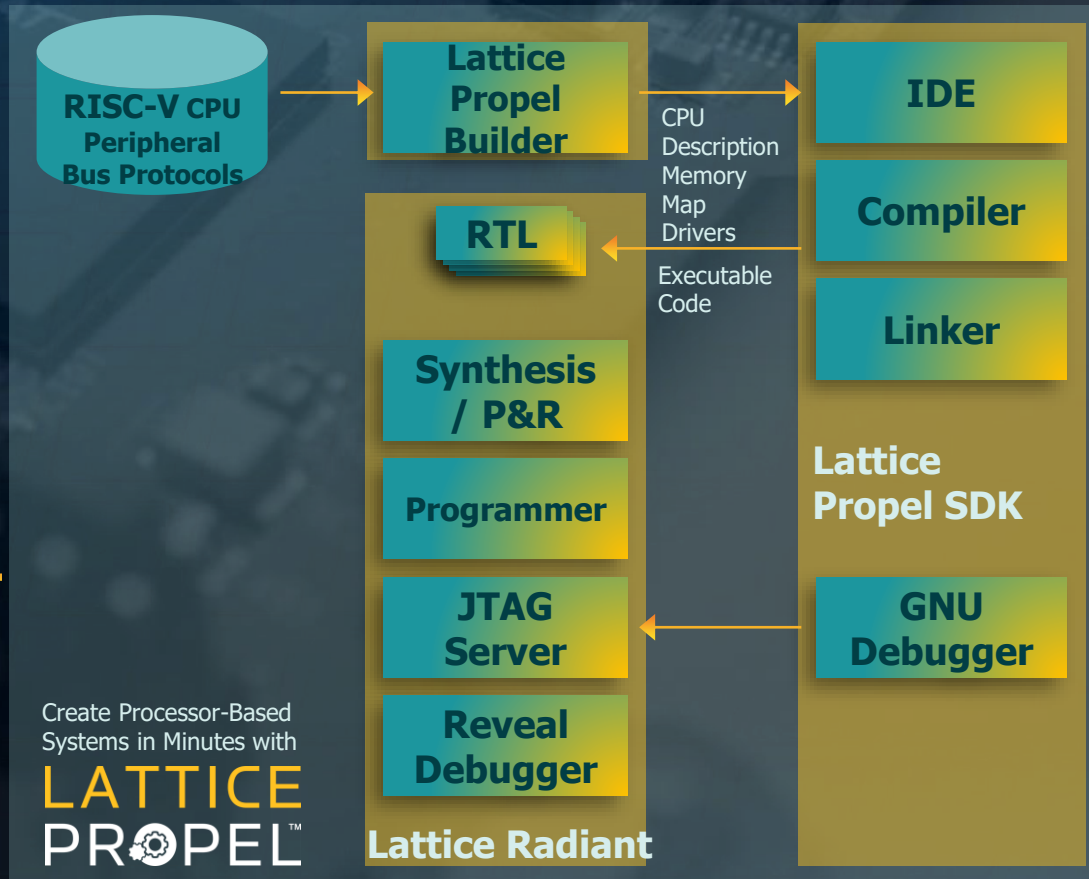 RISC-V CPU
Peripheral
Bus Protocols
Lattice
Propel
Builder
CPU
Description
Memory
Map
Drivers
Executable
Code
IDE
Compiler
Linker
Lattice
Propel SDK
GNU
Debugger
RTL
Synthesis
/ P&R
Programmer
JTAG
Server
Reveal
Debugger
Lattice Radiant
Create Processor-Based
Systems in Minutes with
LATTICE
PROPEL™